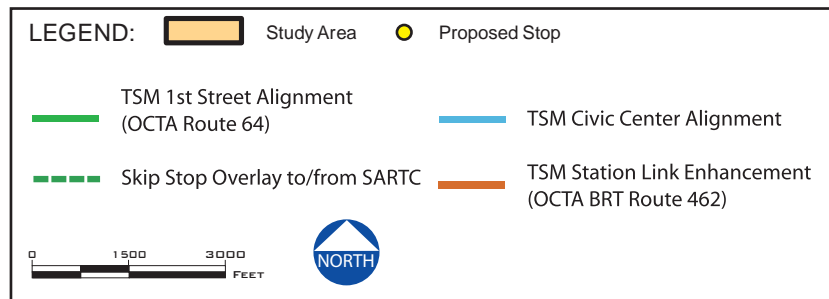 LEGEND: Study Area Proposed Stop
TSM 1st Street Alignment
(OCTA Route 64)
TSM Civic Center Alignment
Skip Stop Overlay to/from SARTC
TSM Station Link Enhancement
(OCTA BRT Route 462)
0 1500 3000
FEET
NORTH